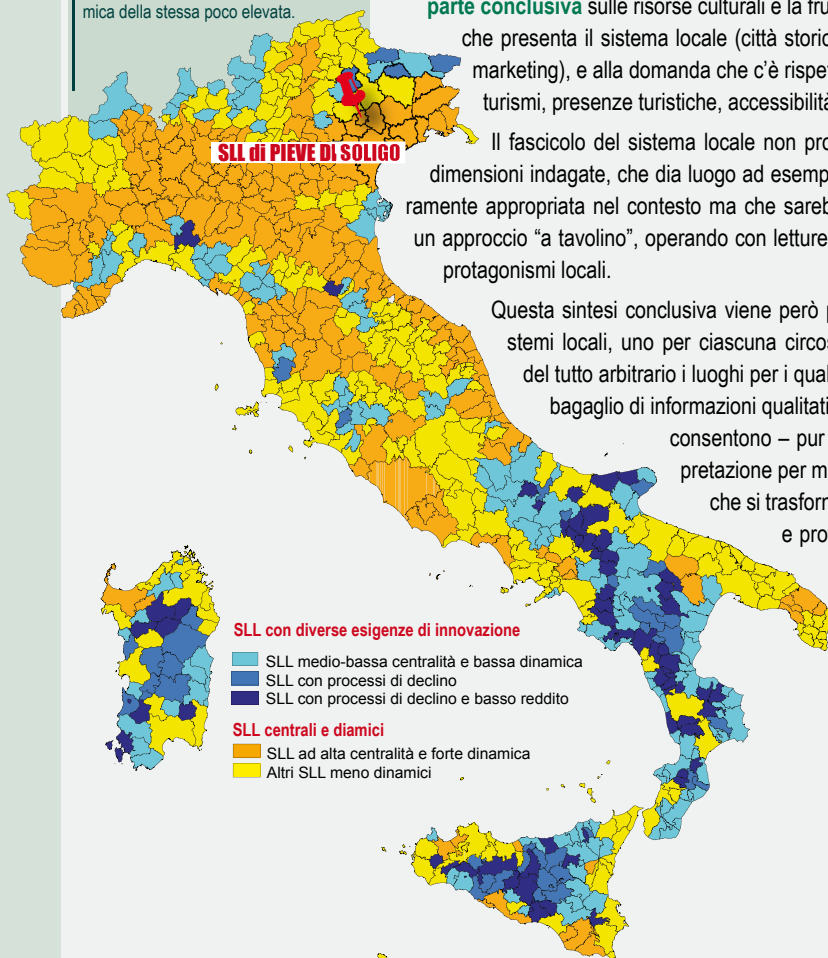 mica della stessa poco elevata.
parte conclusiva sulle risorse culturali e la fru
che presenta il sistema locale (città storic
marketing), e alla domanda che c'è rispe
turismi, presenze turistiche, accessibilità
Il fascicolo del sistema locale non pro
dimensioni indagate, che dia luogo ad esemp
ramente appropriata nel contesto ma che sareb
un approccio "a tavolino", operando con letture
protagonismi locali.
Questa sintesi conclusiva viene però p
stemi locali, uno per ciascuna circos
del tutto arbitrario i luoghi per i qual
bagaglio di informazioni qualitati
consentono – pur
pretazione per m
che si trasforn
e pro
SLL di PIEVE DI SOLIGO
SLL con diverse esigenze di innovazione
SLL medio-bassa centralità e bassa dinamica
SLL con processi di declino
SLL con processi di declino e basso reddito
SLL centrali e diamici
SLL ad alta centralità e forte dinamica
Altri SLL meno dinamici